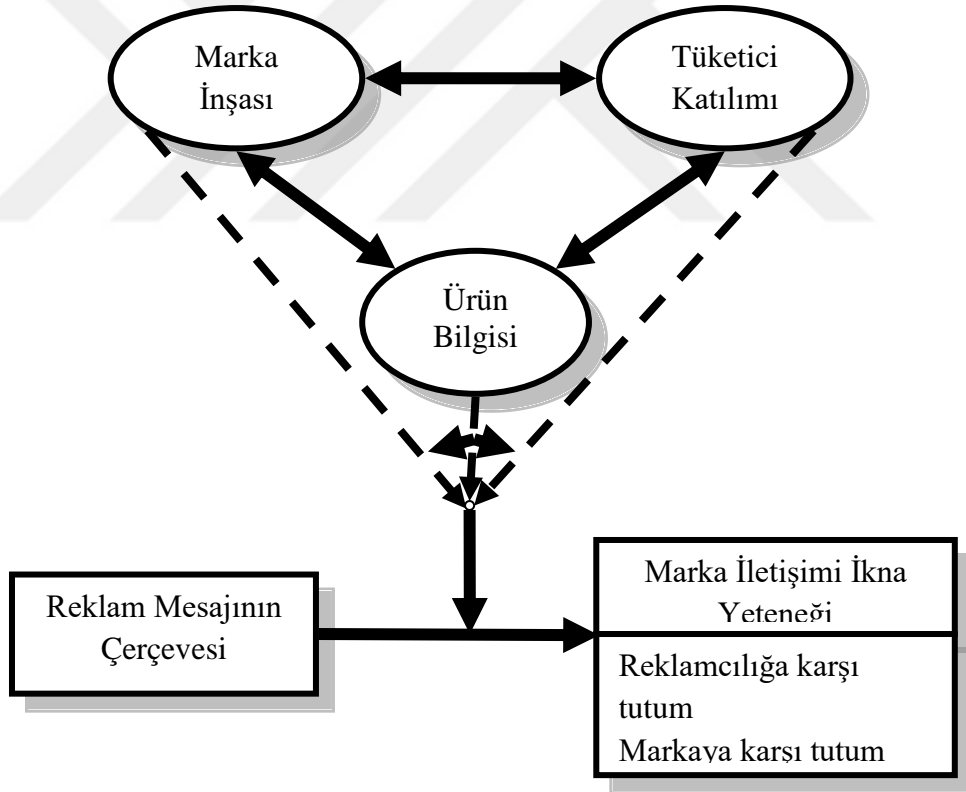 Marka
İnşası
Tüketici
Katılımı
Ürün
Bilgisi
Reklam Mesajının
Çerçevesi
Marka İletişimi İkna
Yeteneği
Reklamcılığa karşı
tutum
Markaya karşı tutum